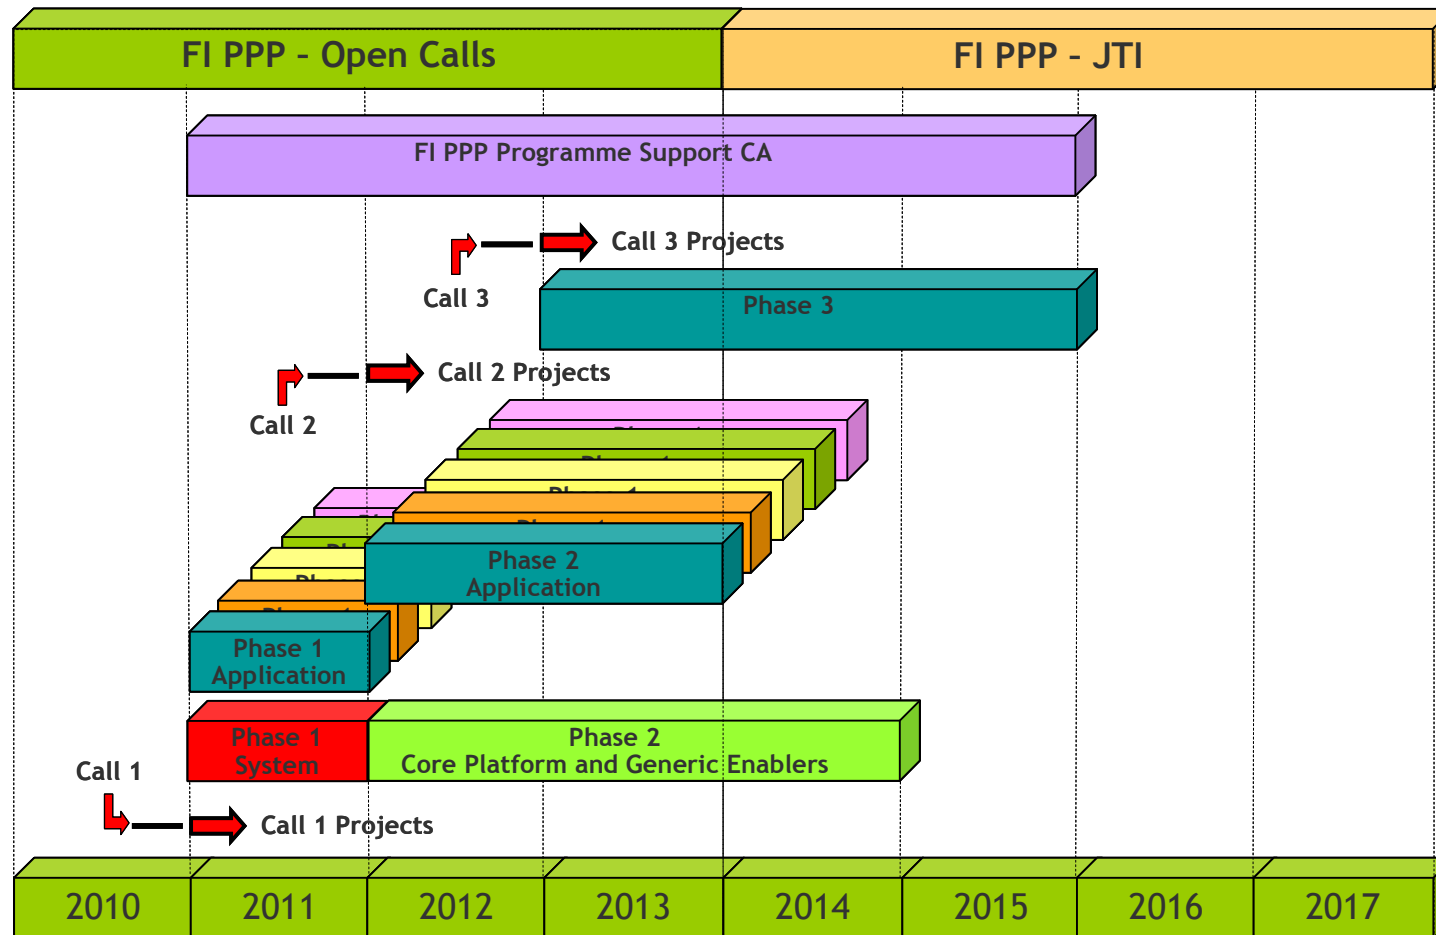 FI PPP – Open Calls
FI PPP – JTI
FI PPP Programme Support CA
Call 3 Projects
Call 3
Phase 3
Call 2 Projects
Call 2
Phase 2
Application
Phase 1
Application
Phase 1
System
Phase 2
Core Platform and Generic Enablers
Call 1
Call 1 Projects
2010
2011
2012
2013
2014
2015
2016
2017